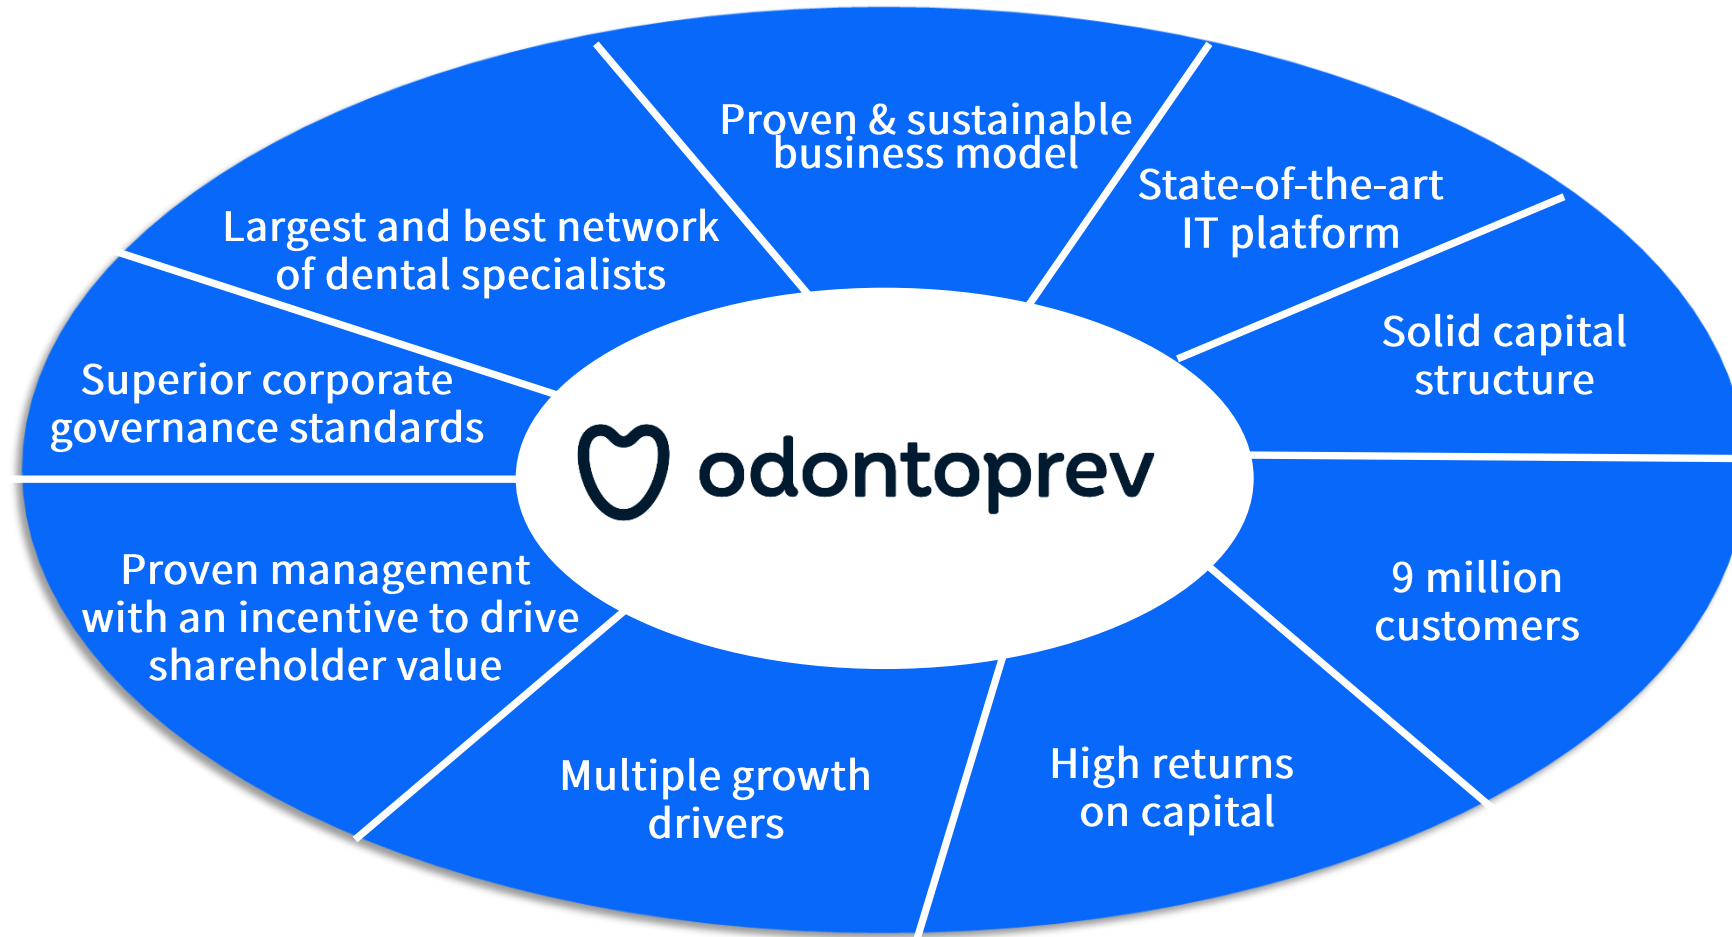 Proven & sustainable
business model
State-of-the-art
IT platform
Solid capital
structure
9 million
customers
High returns
on capital
Multiple growth
drivers
Proven management
with an incentive to drive
shareholder value
Superior corporate
governance standards
Largest and best network
of dental specialists
odontoprev